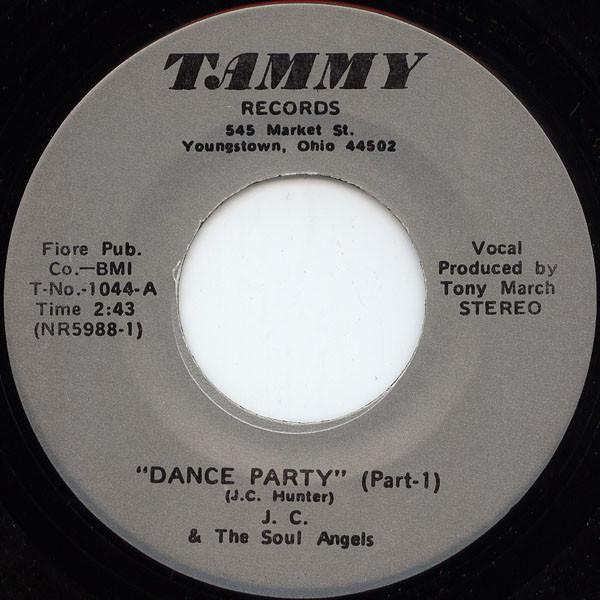 TAMMY
RECORDS
545 Market St.
Youngstown, Ohio 44502
Fiore Pub.
Co.—BMI
T-No.-1044-A
Time 2:43
(NR5988-1)
Vocal
Produced by
Tony March
STEREO
"DANCE PARTY" (Part-1)
(J.C. Hunter)
J. C.
& The Soul Angels